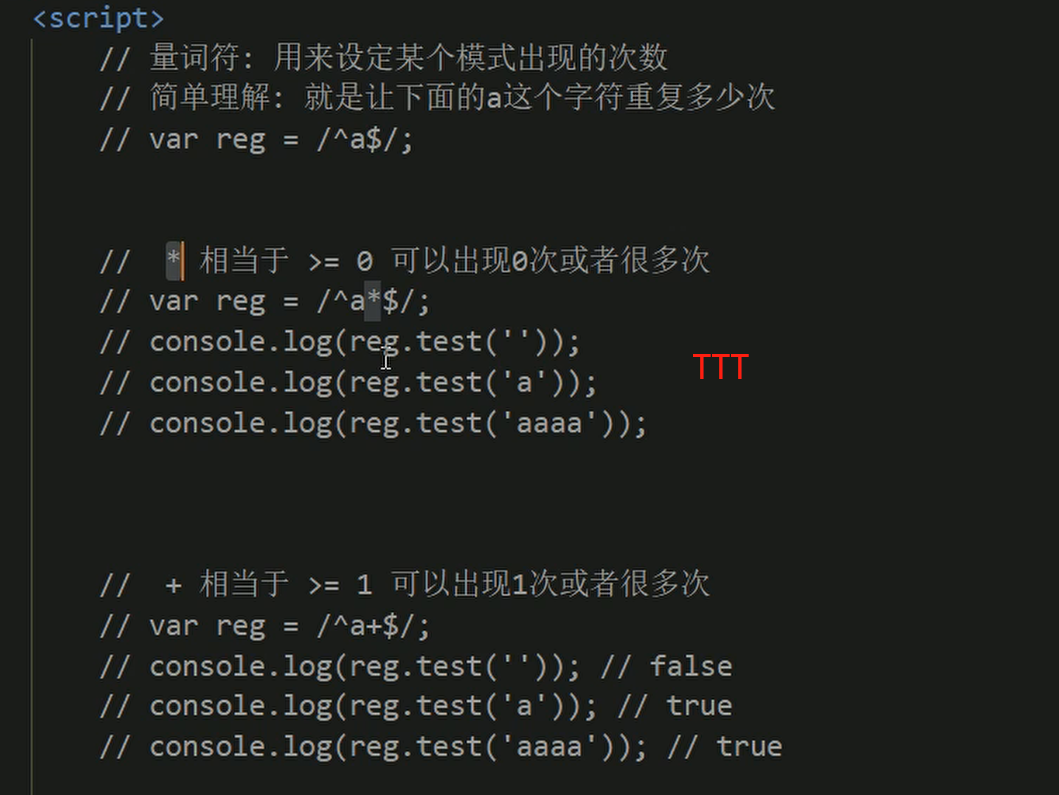 <script>
// 量词符: 用来设定某个模式出现的次数
// 简单理解: 就是让下面的a这个字符重复多少次
// var reg = /^a$/;
//  * 相当于 >= 0 可以出现0次或者很多次
// var reg = /^a*$/;
// console.log(reg.test(''));
// console.log(reg.test('a'));
TTT
// console.log(reg.test('aaaa'));
//  + 相当于 >= 1 可以出现1次或者很多次
// var reg = /^a+$/;
// console.log(reg.test('')); // false
// console.log(reg.test('a')); // true
// console.log(reg.test('aaaa')); // true